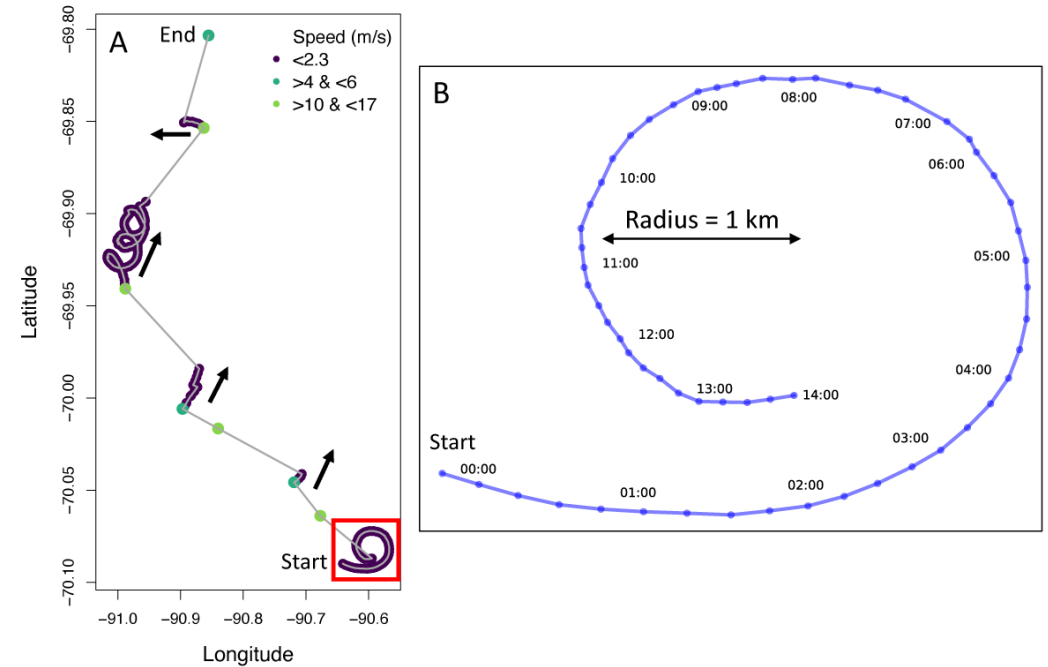 A
End
Speed (m/s)
<2.3
>4 & <6
>10 & <17
Start
−69.80
−69.85
−69.90
−69.95
−70.00
−70.05
−70.10
Latitude
−91.0
−90.9
−90.8
−90.7
−90.6
Longitude
B
Radius = 1 km
Start
00:00
01:00
02:00
03:00
04:00
05:00
06:00
07:00
08:00
09:00
10:00
11:00
12:00
13:00
14:00